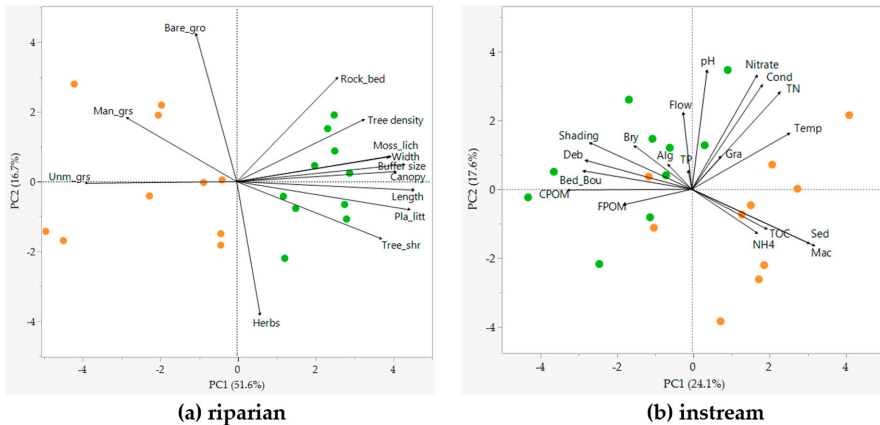 4
2
0
-2
-4
PC2 (16.7%)
Bare_gro
Rock_bed
Man_grs
Tree density
Moss_lich
Width
Buffer size
Canopy
Unm_grs
Length
Pla_litt
Tree_shr
Herbs
-4 -2 0 2 4
PC1 (51.6%)
(a) riparian
4
2
0
-2
-4
PC2 (17.6%)
pH
Nitrate
Cond
TN
Flow
Temp
Shading
Bry
Alg
TP
Gra
Deb
Bed_Bou
CPOM
FPOM
TOC
Sed
NH4
Mac
-4 -2 0 2 4
PC1 (24.1%)
(b) instream